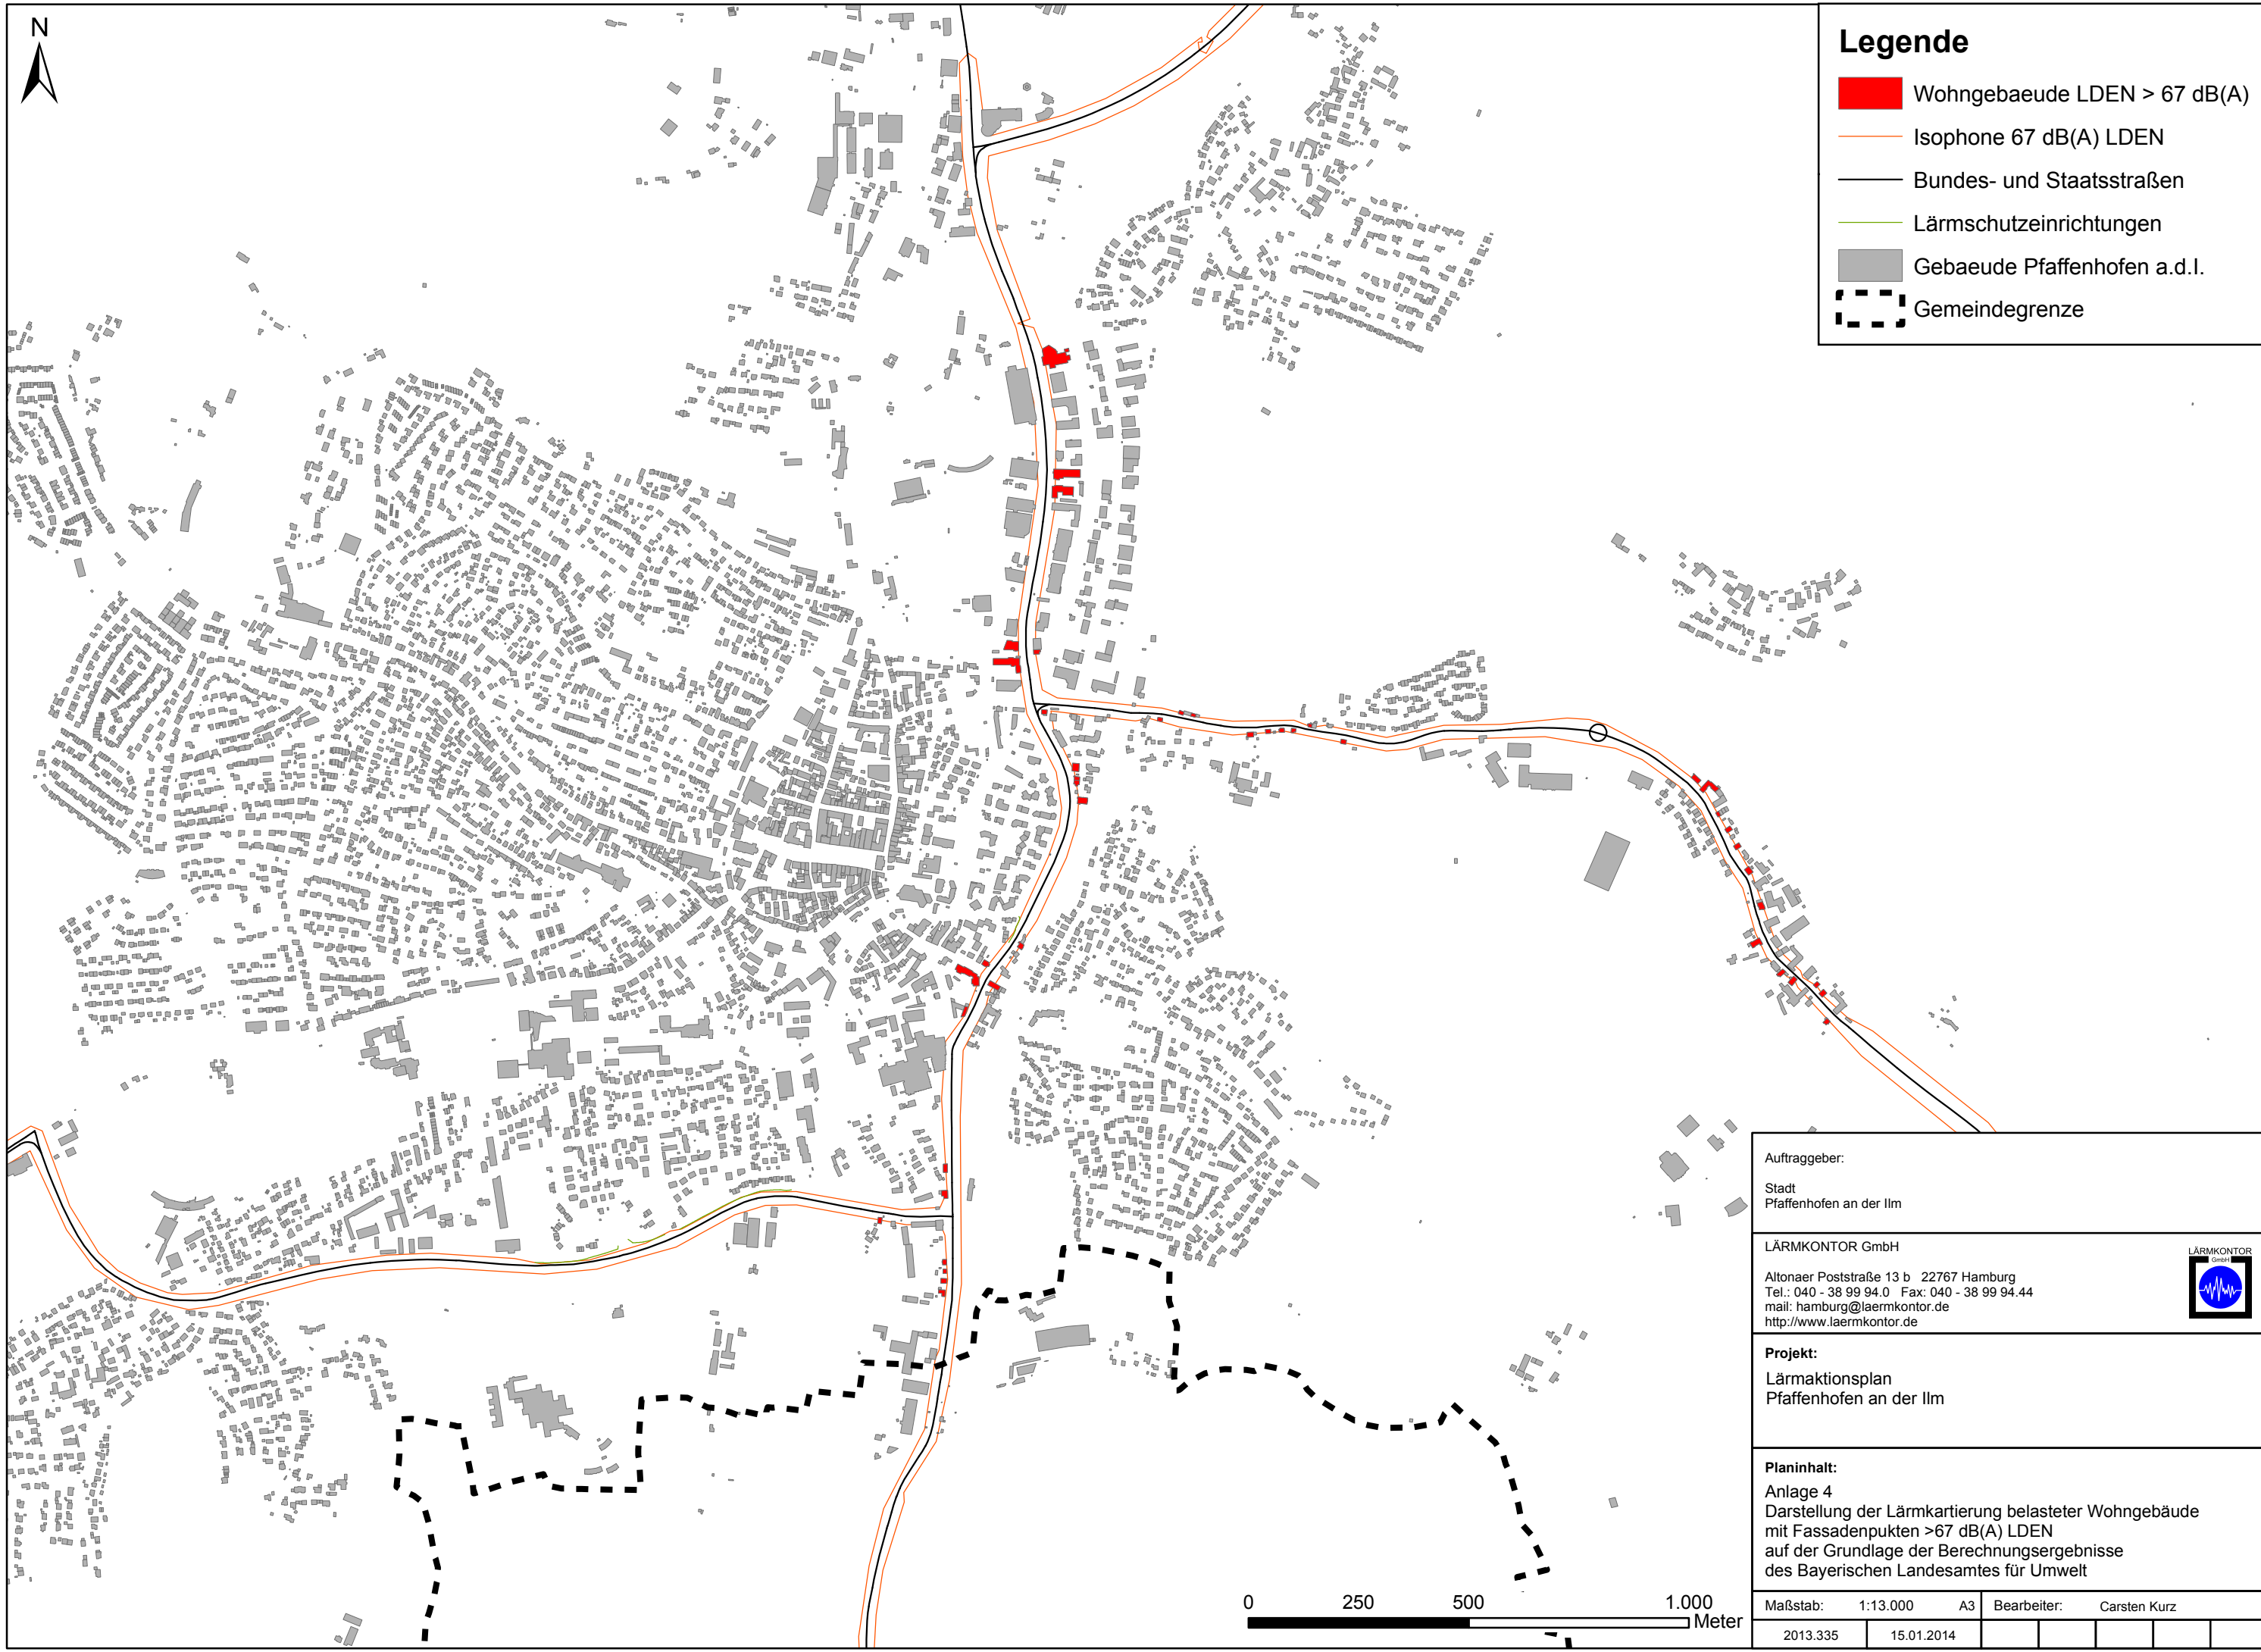 N
Legende
Wohngebaeude LDEN > 67 dB(A)
Isophone 67 dB(A) LDEN
Bundes- und Staatsstraßen
Lärmschutzeinrichtungen
Gebaeude Pfaffenhofen a.d.I.
Gemeindegrenze
Auftraggeber:
Stadt
Pfaffenhofen an der Ilm
LÄRMKONTOR GmbH
Altonaer Poststraße 13 b 22767 Hamburg
Tel.: 040 - 38 99 94.0 Fax: 040 - 38 99 94.44
mail: hamburg@laermkontor.de
http://www.laermkontor.de
LÄRMKONTOR
GmbH
Projekt:
Lärmaktionsplan
Pfaffenhofen an der Ilm
Planinhalt:
Anlage 4
Darstellung der Lärmkartierung belasteter Wohngebäude
mit Fassadenpukten >67 dB(A) LDEN
auf der Grundlage der Berechnungsergebnisse
des Bayerischen Landesamtes für Umwelt
0 250 500 1.000
Meter
Maßstab: 1:13.000 A3 Bearbeiter: Carsten Kurz
2013.335 15.01.2014